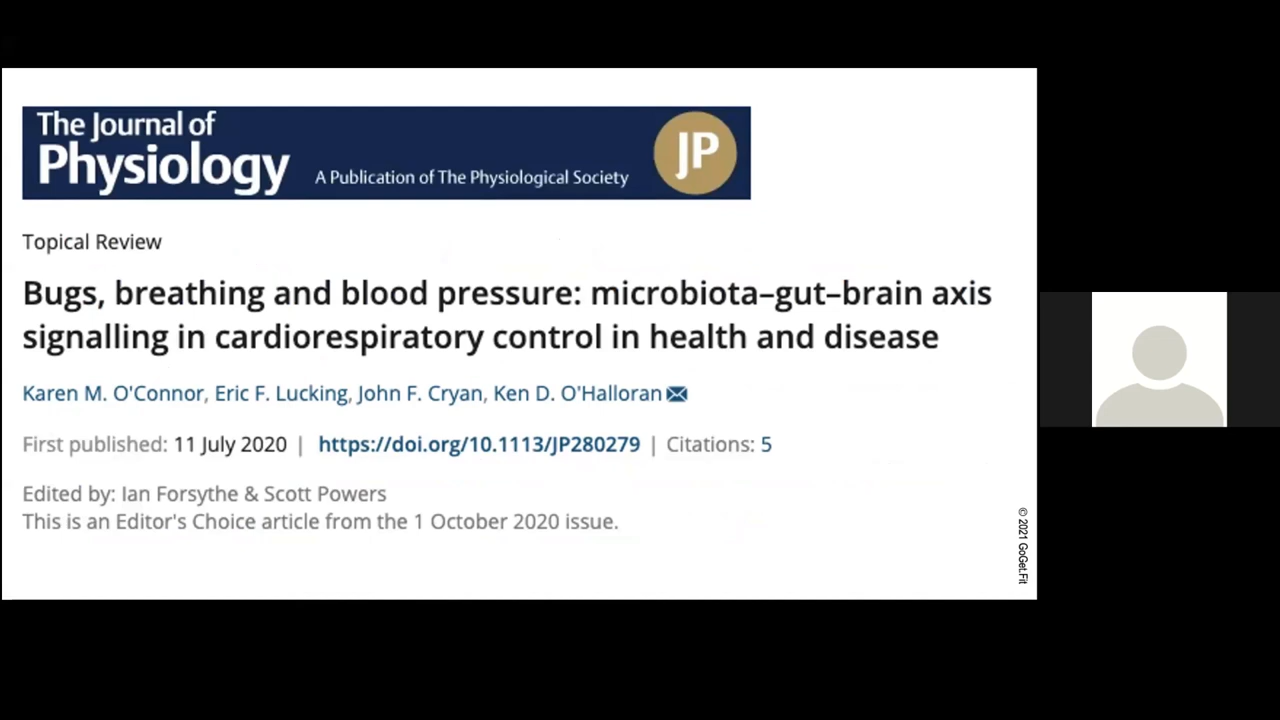 The Journal of
Physiology
A Publication of The Physiological Society
JP
Topical Review
Bugs, breathing and blood pressure: microbiota–gut–brain axis
signalling in cardiorespiratory control in health and disease
Karen M. O'Connor, Eric F. Lucking, John F. Cryan, Ken D. O'Halloran
First published: 11 July 2020 | https://doi.org/10.1113/JP280279 | Citations: 5
Edited by: Ian Forsythe & Scott Powers
This is an Editor's Choice article from the 1 October 2020 issue.
© 2021 GoGet.Fit